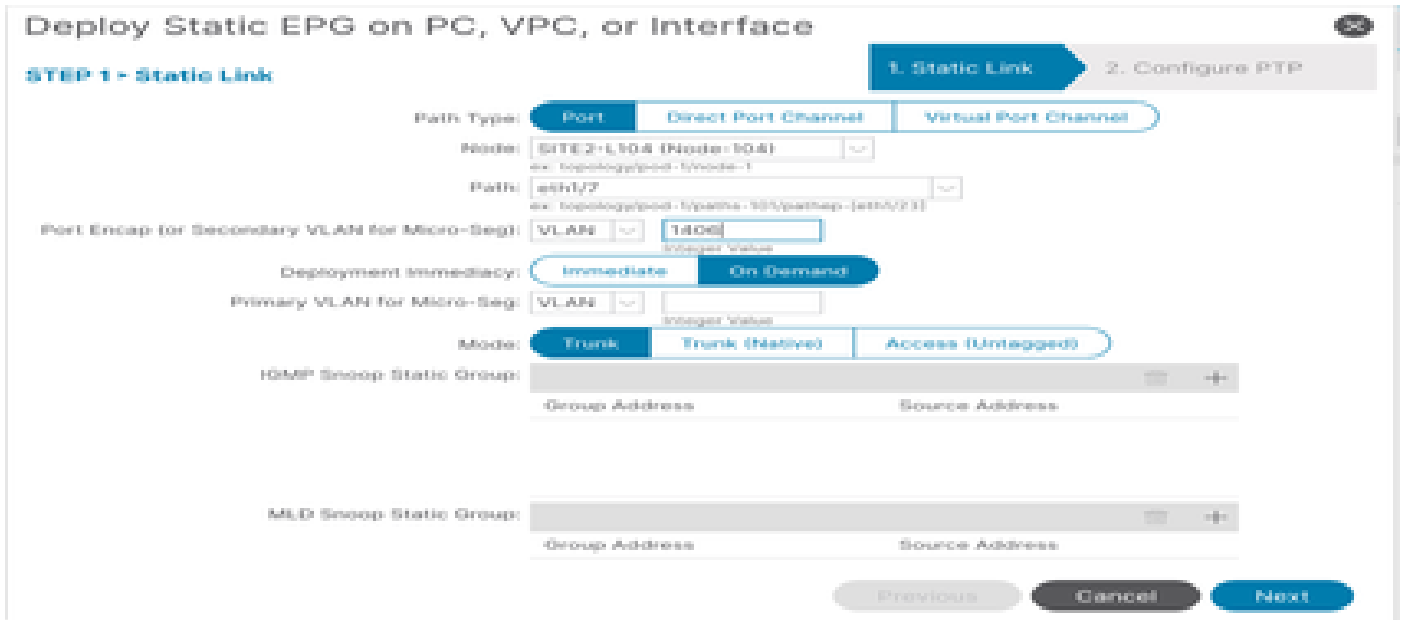 Deploy Static EPG on PC, VPC, or Interface
STEP 1 > Static Link
1. Static Link
2. Configure PTP
Path Type: Port Direct Port Channel Virtual Port Channel
Node: SITE2-L104 (Node-104)
ex: topology/pod-1/node-1
Path: eth1/7
ex: topology/pod-1/paths-101/pathep-[eth1/23]
Port Encap (or Secondary VLAN for Micro-Seg): VLAN 1406
Integer Value
Deployment Immediacy: Immediate On Demand
Primary VLAN for Micro-Seg: VLAN
Integer Value
Mode: Trunk Trunk (Native) Access (Untagged)
IGMP Snoop Static Group:
Group Address Source Address
MLD Snoop Static Group:
Group Address Source Address
Previous Cancel Next